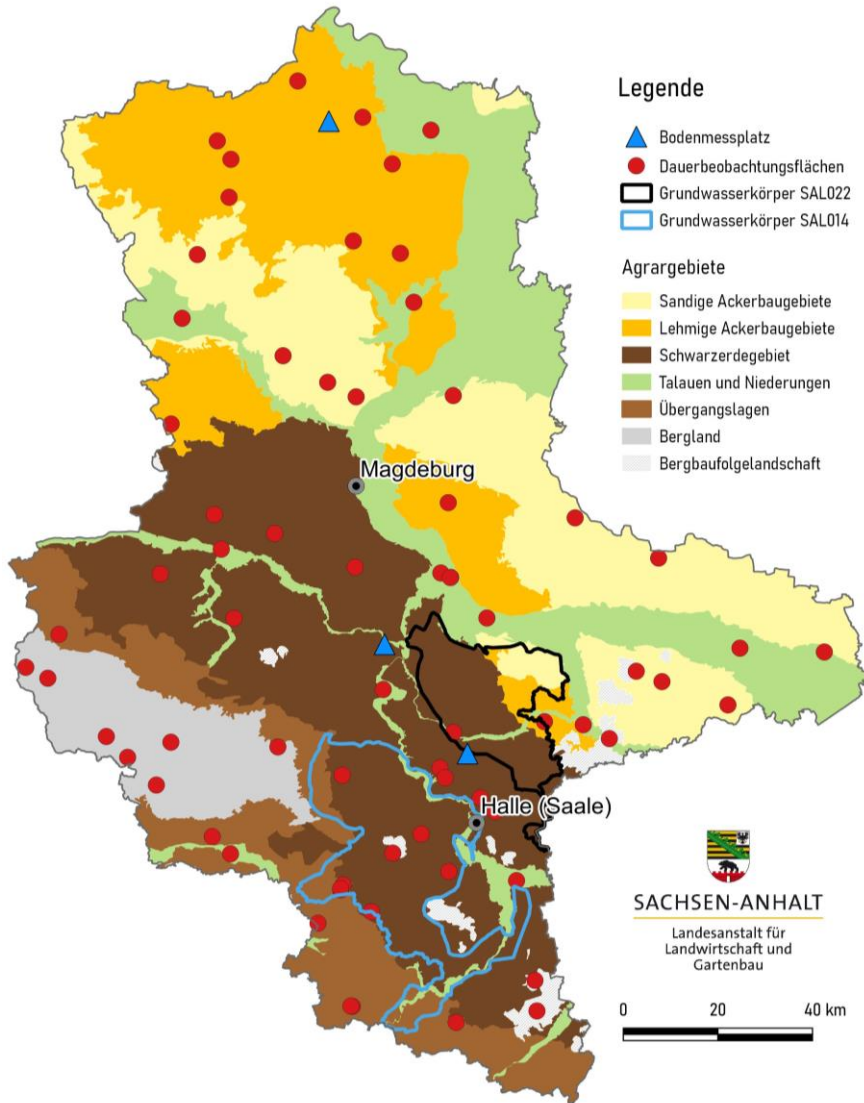 Legende
Bodenmessplatz
Dauerbeobachtungsflächen
Grundwasserkörper SAL022
Grundwasserkörper SAL014
Agrargebiete
Sandige Ackerbaugebiete
Lehmige Ackerbaugebiete
Schwarzerdegebiet
Talauen und Niederungen
Übergangslagen
Bergland
Bergbaufolgelandschaft
Magdeburg
Halle (Saale)
SACHSEN-ANHALT
Landesanstalt für
Landwirtschaft und
Gartenbau
0 20 40 km